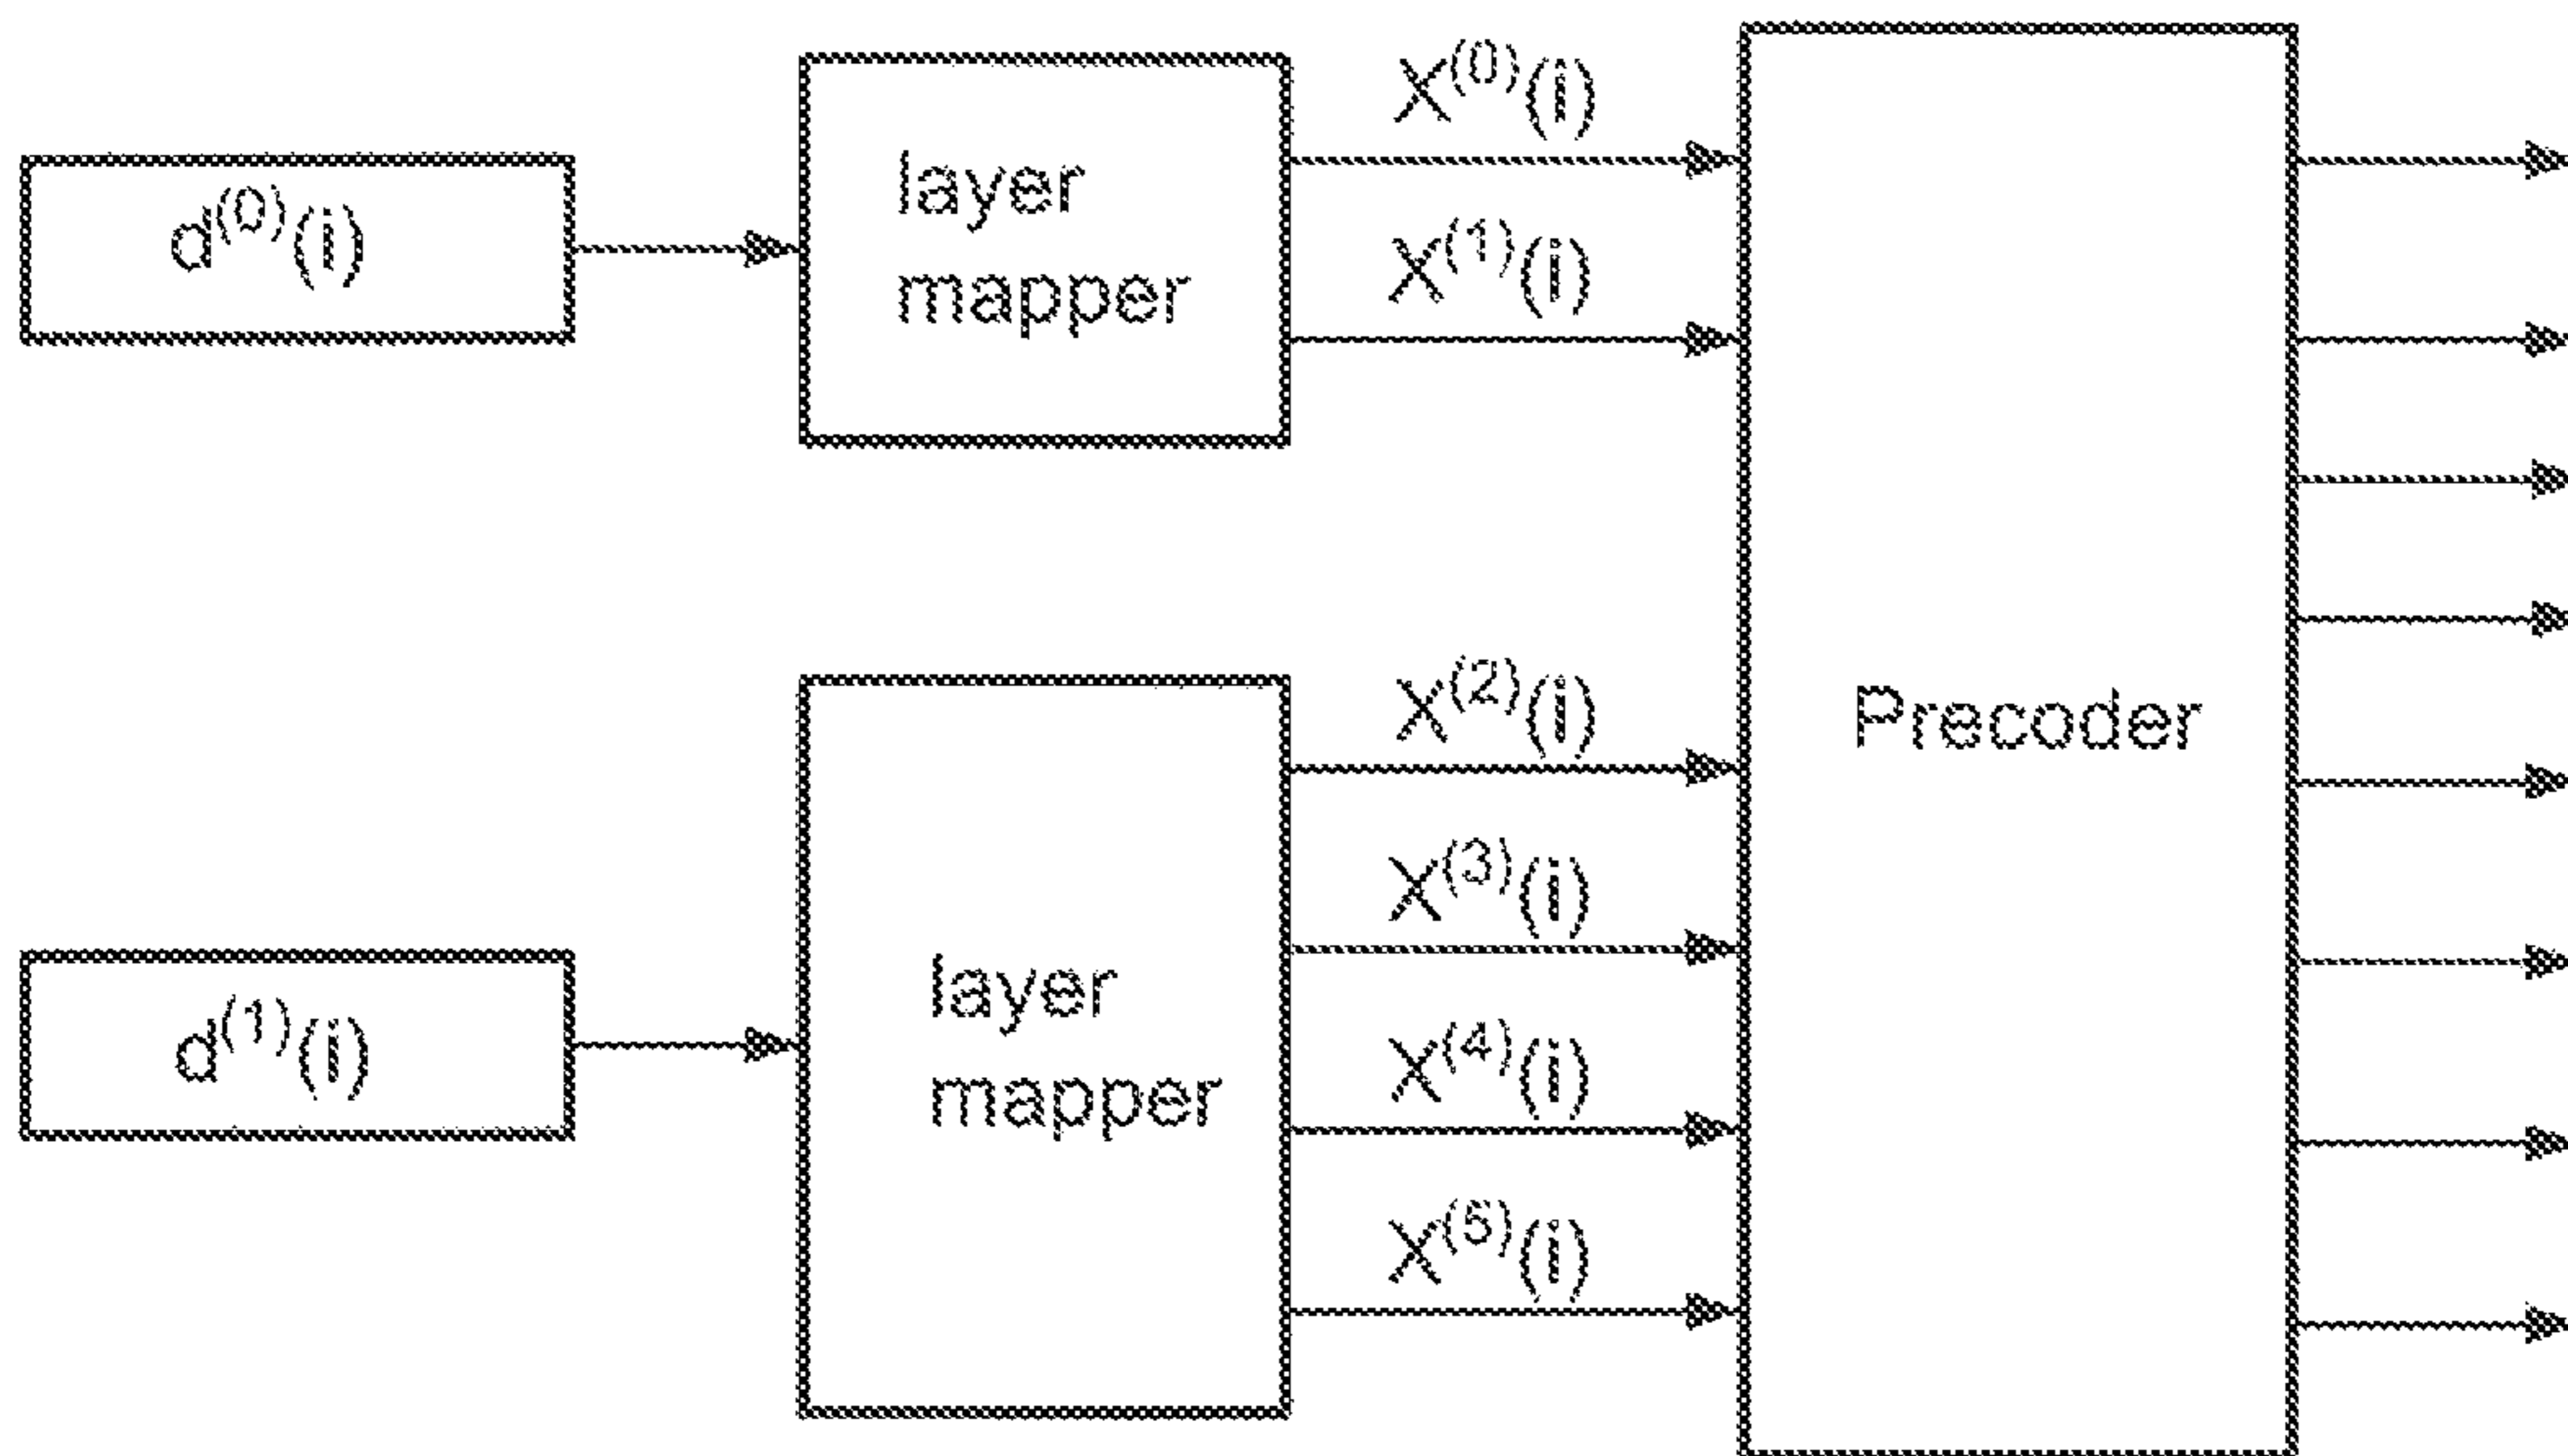 d^(0)(i)
layer
mapper
X^(0)(i)
X^(1)(i)
d^(1)(i)
layer
mapper
X^(2)(i)
X^(3)(i)
X^(4)(i)
X^(5)(i)
Precoder